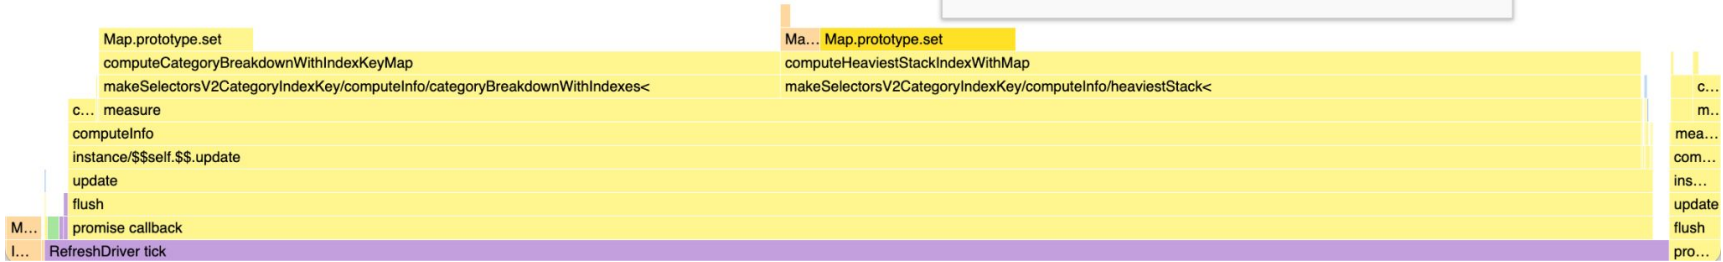 Map.prototype.set Ma... Map.prototype.set
computeCategoryBreakdownWithIndexKeyMap computeHeaviestStackIndexWithMap
makeSelectorsV2CategoryIndexKey/computeInfo/categoryBreakdownWithIndexes< makeSelectorsV2CategoryIndexKey/computeInfo/heaviestStack< c...
c... measure m...
computeInfo mea...
instance/$$self.$$.update com...
update ins...
flush update
M... promise callback flush
I... RefreshDriver tick pro...